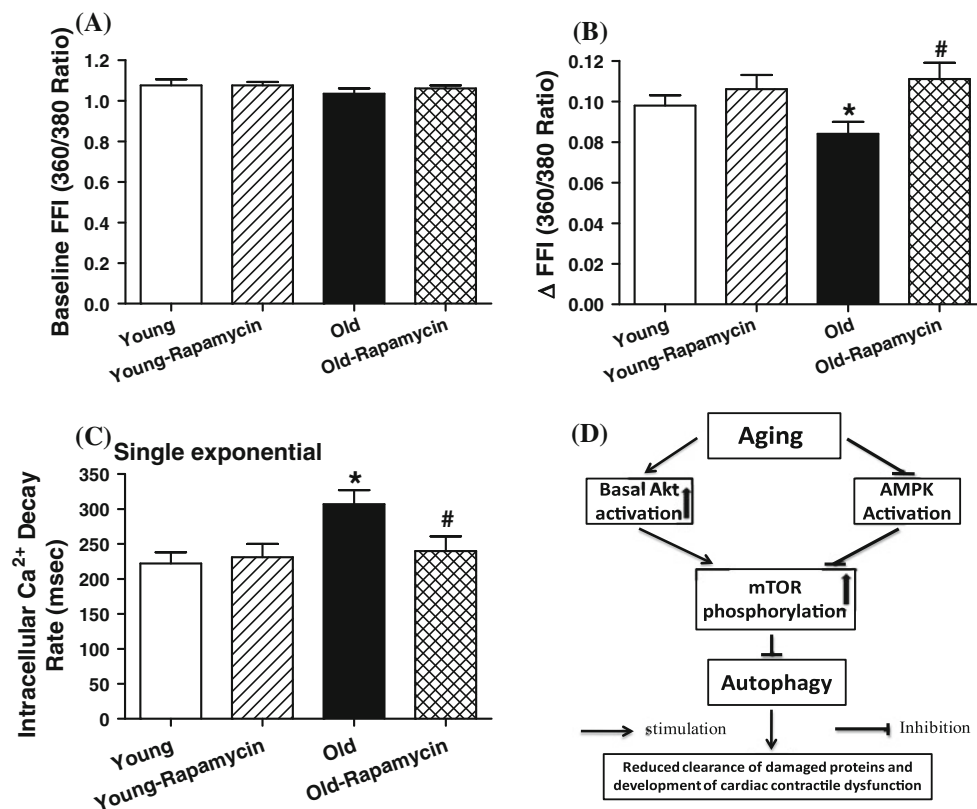 (A)
Baseline FFI (360/380 Ratio)
1.2
1.0
0.8
0.6
0.4
0.2
0.0
Young
Young-Rapamycin
Old
Old-Rapamycin
(B)
Δ FFI (360/380 Ratio)
0.12
0.10
0.08
0.06
0.04
0.02
0.00
*
#
Young
Young-Rapamycin
Old
Old-Rapamycin
(C)
Single exponential
Intracellular Ca2+ Decay
Rate (msec)
350
300
250
200
150
100
50
0
*
#
Young
Young-Rapamycin
Old
Old-Rapamycin
(D)
Aging
Basal Akt
activation
AMPK
Activation
mTOR
phosphorylation
Autophagy
stimulation
Inhibition
Reduced clearance of damaged proteins and
development of cardiac contractile dysfunction